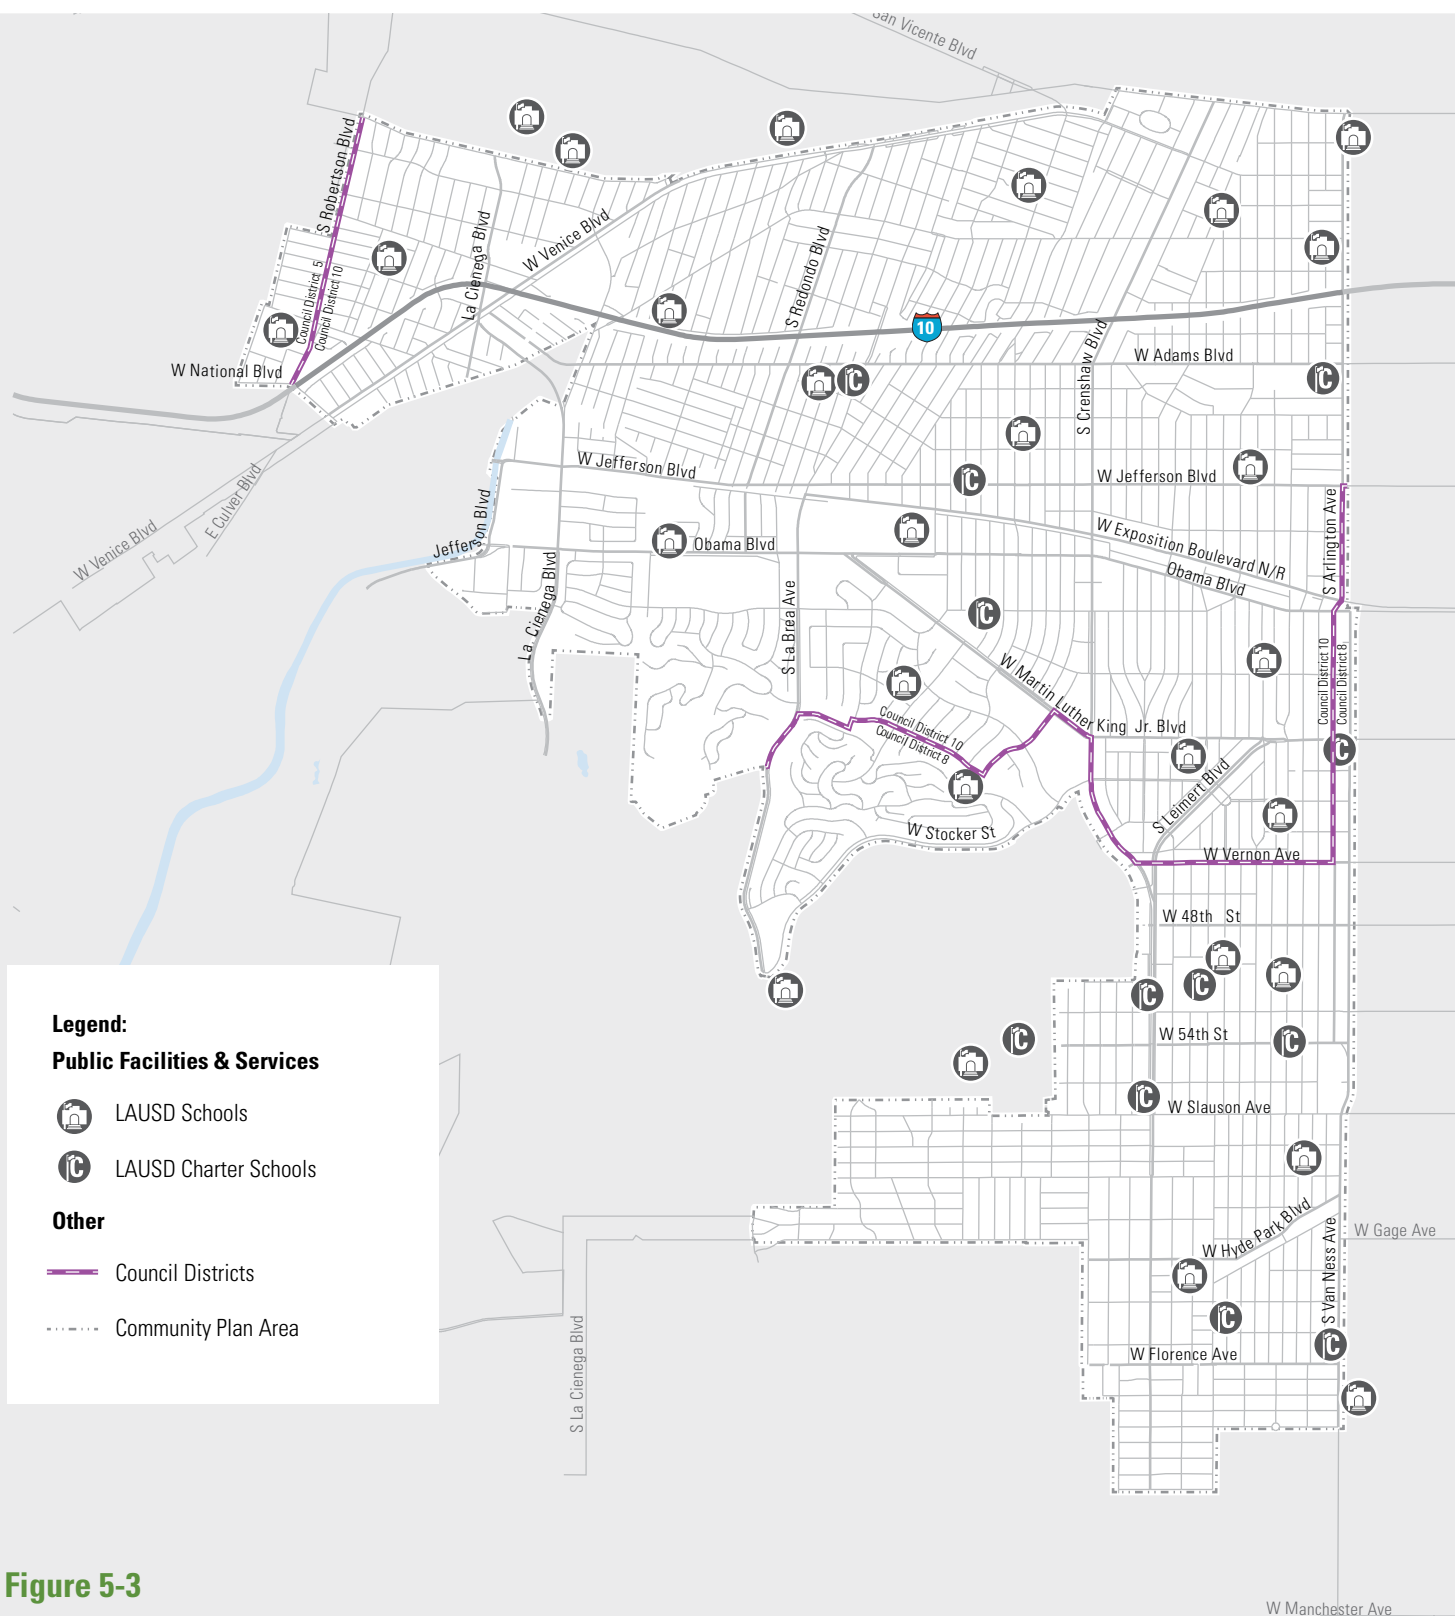 San Vicente Blvd
S Robertson Blvd
La Cienega Blvd
W Venice Blvd
S Redondo Blvd
Council District 5
Council District 10
10
S Crenshaw Blvd
W Adams Blvd
W National Blvd
W Jefferson Blvd
W Jefferson Blvd
E Culver Blvd
W Venice Blvd
Jefferson Blvd
S Arlington Ave
W Exposition Boulevard N/R
Obama Blvd
Obama Blvd
La Cienega Blvd
S La Brea Ave
W Martin Luther King Jr. Blvd
Council District 10
Council District 8
Council District 10
Council District 8
S Leimert Blvd
W Stocker St
W Vernon Ave
W 48th St
W 54th St
W Slauson Ave
W Hyde Park Blvd
W Gage Ave
S Van Ness Ave
W Florence Ave
S La Cienega Blvd
W Manchester Ave
C
C
C
C
C
C
C
C
C
C
C
Legend:
Public Facilities & Services
LAUSD Schools
C
LAUSD Charter Schools
Other
Council Districts
Community Plan Area
Figure 5-3